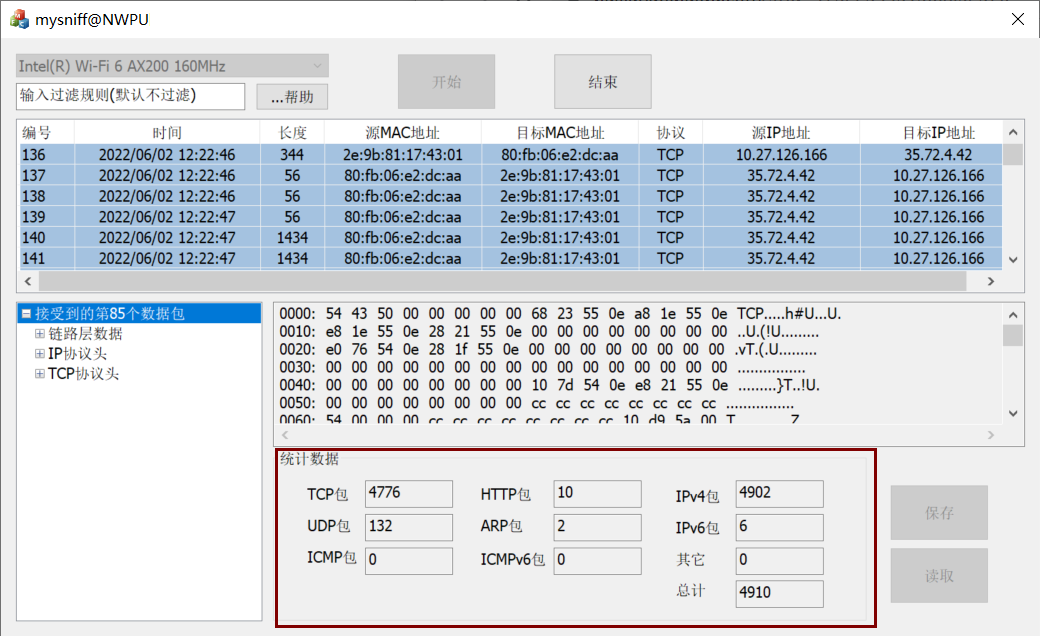 mysniff@NWPU
Intel(R) Wi-Fi 6 AX200 160MHz
开始
结束
输入过滤规则(默认不过滤)
...帮助
编号 时间 长度 源MAC地址 目标MAC地址 协议 源IP地址 目标IP地址
136 2022/06/02 12:22:46 344 2e:9b:81:17:43:01 80:fb:06:e2:dc:aa TCP 10.27.126.166 35.72.4.42
137 2022/06/02 12:22:46 56 80:fb:06:e2:dc:aa 2e:9b:81:17:43:01 TCP 35.72.4.42 10.27.126.166
138 2022/06/02 12:22:46 56 80:fb:06:e2:dc:aa 2e:9b:81:17:43:01 TCP 35.72.4.42 10.27.126.166
139 2022/06/02 12:22:47 56 80:fb:06:e2:dc:aa 2e:9b:81:17:43:01 TCP 35.72.4.42 10.27.126.166
140 2022/06/02 12:22:47 1434 80:fb:06:e2:dc:aa 2e:9b:81:17:43:01 TCP 35.72.4.42 10.27.126.166
141 2022/06/02 12:22:47 1434 80:fb:06:e2:dc:aa 2e:9b:81:17:43:01 TCP 35.72.4.42 10.27.126.166
接受到的第85个数据包
链路层数据
IP协议头
TCP协议头
0000: 54 43 50 00 00 00 00 00 68 23 55 0e a8 1e 55 0e TCP.....h#U...U.
0010: e8 1e 55 0e 28 21 55 0e 00 00 00 00 00 00 00 00 ..U.(!U.........
0020: e0 76 54 0e 28 1f 55 0e 00 00 00 00 00 00 00 00 .vT.(.U.........
0030: 00 00 00 00 00 00 00 00 00 00 00 00 00 00 00 00 ................
0040: 00 00 00 00 00 00 00 00 10 7d 54 0e e8 21 55 0e .........}T..!U.
0050: 00 00 00 00 00 00 00 00 cc cc cc cc cc cc cc cc ................
0060: 54 00 00 00 cc cc cc cc cc cc cc cc 10 d9 5a 00 T.............Z.
统计数据
TCP包 4776 HTTP包 10 IPv4包 4902
UDP包 132 ARP包 2 IPv6包 6
ICMP包 0 ICMPv6包 0 其它 0
总计 4910
保存
读取